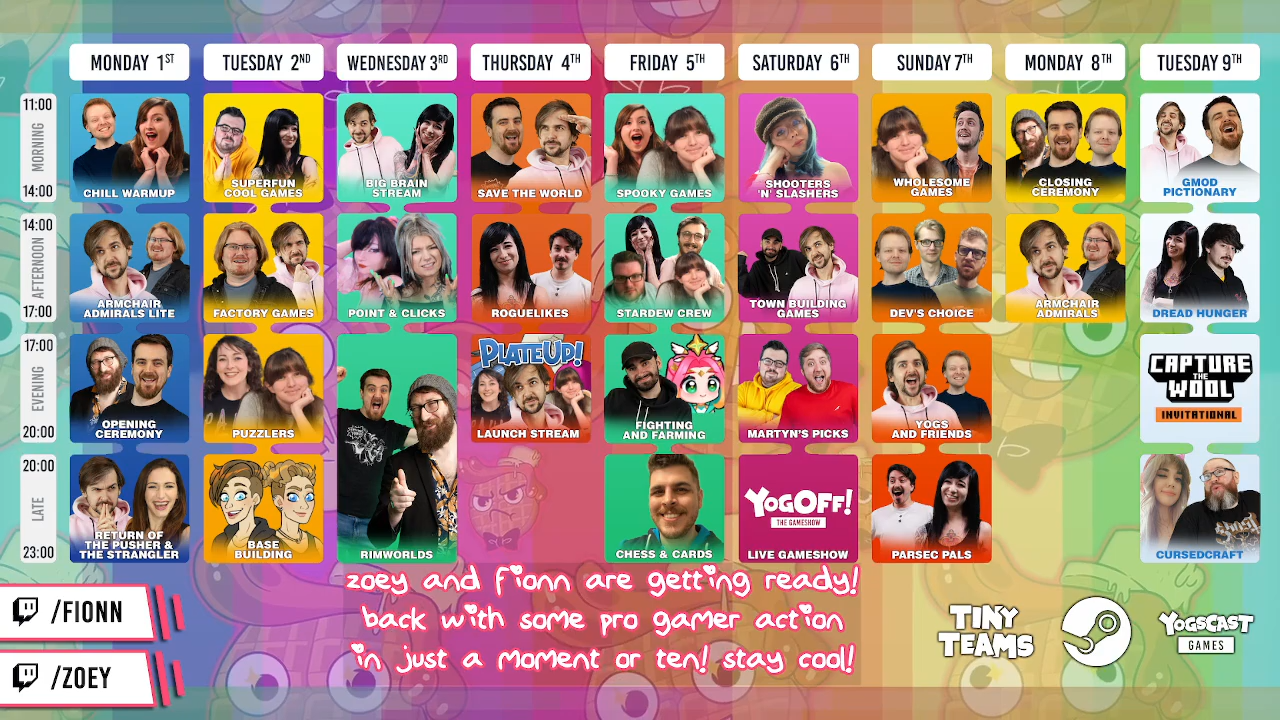 MONDAY 1ST
TUESDAY 2ND
WEDNESDAY 3RD
THURSDAY 4TH
FRIDAY 5TH
SATURDAY 6TH
SUNDAY 7TH
MONDAY 8TH
TUESDAY 9TH
11:00
MORNING
14:00
CHILL WARMUP
SUPERFUN
COOL GAMES
BIG BRAIN
STREAM
SAVE THE WORLD
SPOOKY GAMES
SHOOTERS
'N' SLASHERS
WHOLESOME
GAMES
CLOSING
CEREMONY
GMOD
PICTIONARY
14:00
AFTERNOON
17:00
ARMCHAIR
ADMIRALS LITE
FACTORY GAMES
POINT & CLICKS
ROGUELIKES
STARDEW CREW
TOWN BUILDING
GAMES
DEV'S CHOICE
ARMCHAIR
ADMIRALS
DREAD HUNGER
17:00
EVENING
20:00
OPENING
CEREMONY
PUZZLERS
PLATEUP!
LAUNCH STREAM
FIGHTING
AND FARMING
MARTYN'S PICKS
YOGS
AND FRIENDS
CAPTURE
THE
WOOL
INVITATIONAL
20:00
LATE
23:00
RETURN OF
THE PUSHER &
THE STRANGLER
BASE
BUILDING
RIMWORLDS
CHESS & CARDS
YOGOFF!
THE GAMESHOW
LIVE GAMESHOW
PARSEC PALS
CURSEDCRAFT
/FIONN
/ZOEY
zoey and fionn are getting ready!
back with some pro gamer action
in just a moment or ten! stay cool!
TINY
TEAMS
YOGSCAST
GAMES